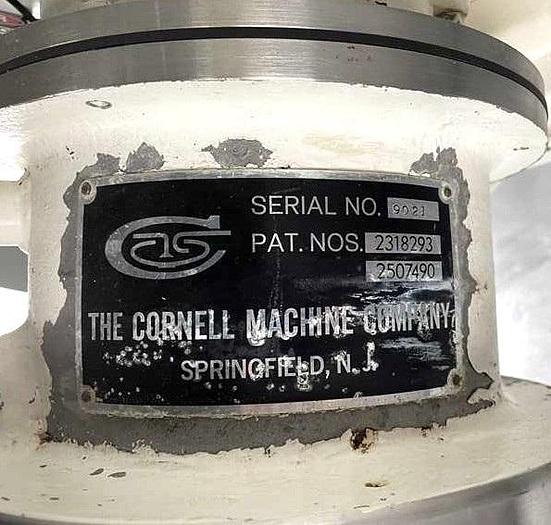 SERIAL NO. 9021
PAT. NOS. 2318293
2507490
THE CORNELL MACHINE COMPANY
SPRINGFIELD, N.J.